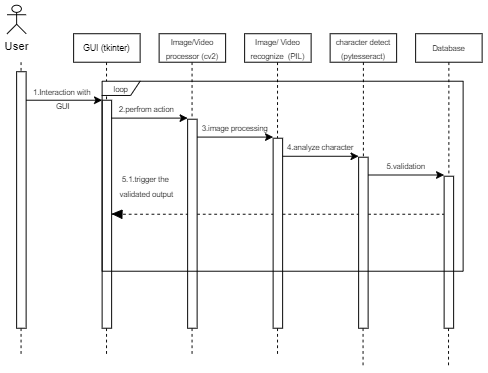 User
GUI (tkinter)
Image/Video
processor (cv2)
Image/ Video
recognize (PIL)
character detect
(pytesseract)
Database
loop
1.Interaction with
GUI
2.perfrom action
3.image processing
4.analyze character
5.validation
5.1.trigger the
validated output